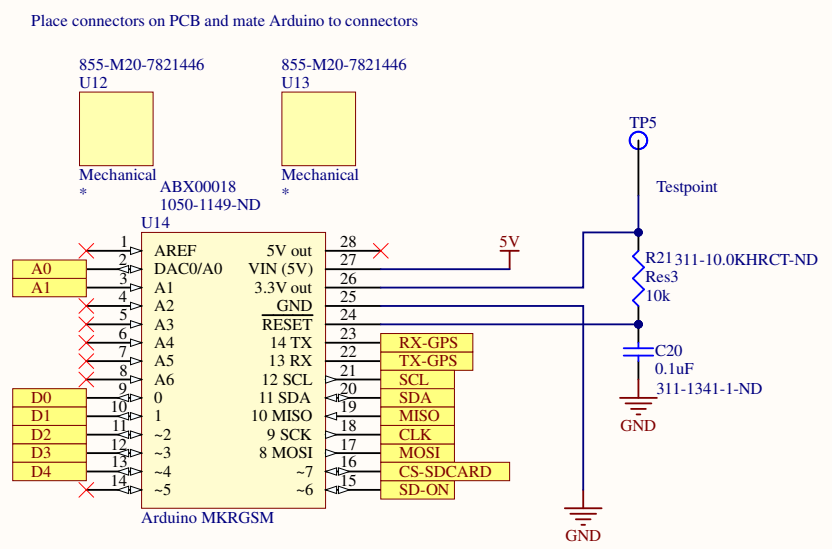 Place connectors on PCB and mate Arduino to connectors
855-M20-7821446
U12
Mechanical
*
855-M20-7821446
U13
Mechanical
*
ABX00018
1050-1149-ND
U14
1 AREF 5V out 28
A0 2 DAC0/A0 VIN (5V) 27 5V
A1 3 A1 3.3V out 26
4 A2 GND 25
5 A3 RESET 24
6 A4 14 TX 23 RX-GPS
7 A5 13 RX 22 TX-GPS
8 A6 12 SCL 21 SCL
D0 9 0 11 SDA 20 SDA
D1 10 1 10 MISO 19 MISO
D2 11 ~2 9 SCK 18 CLK
D3 12 ~3 8 MOSI 17 MOSI
D4 13 ~4 ~7 16 CS-SDCARD
14 ~5 ~6 15 SD-ON
Arduino MKRGSM
TP5
Testpoint
R21 311-10.0KHRCT-ND
Res3
10k
C20
0.1uF
311-1341-1-ND
GND
GND